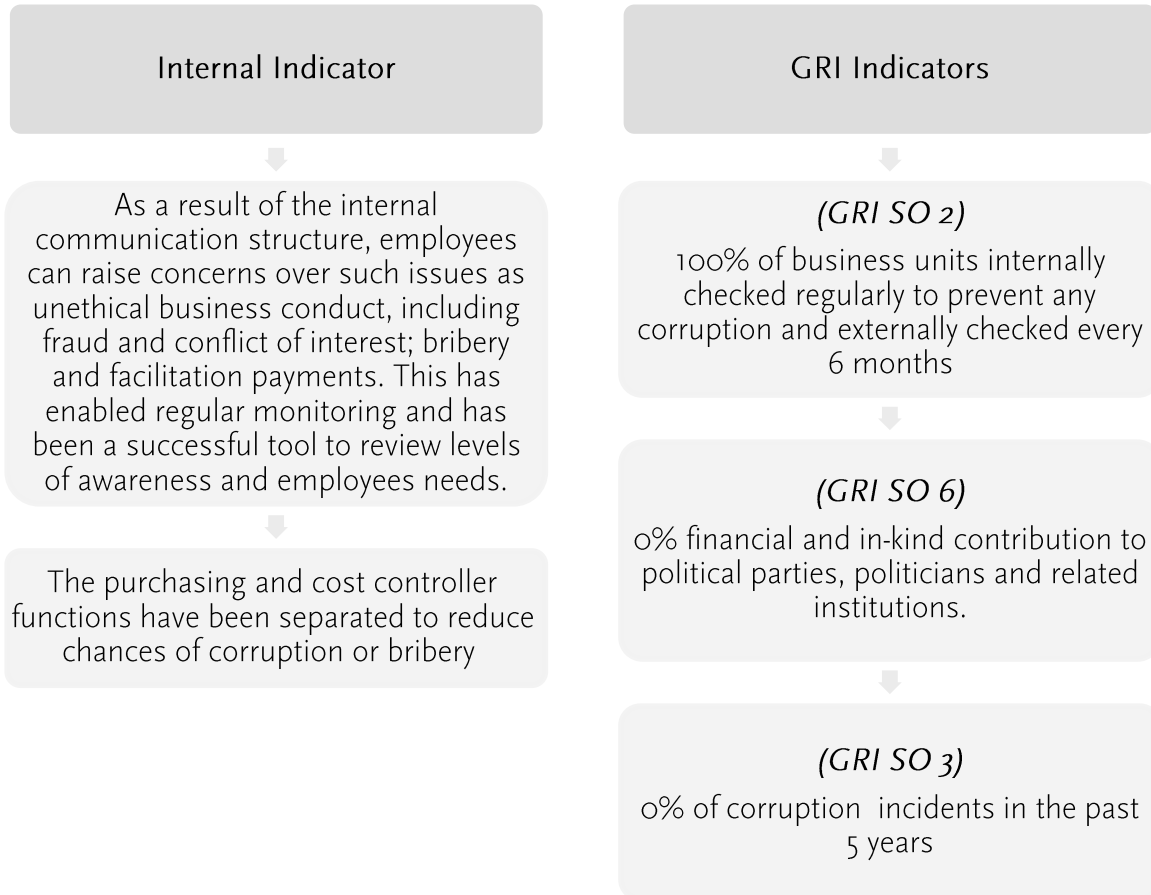 Internal Indicator
As a result of the internal
communication structure, employees
can raise concerns over such issues as
unethical business conduct, including
fraud and conflict of interest; bribery
and facilitation payments. This has
enabled regular monitoring and has
been a successful tool to review levels
of awareness and employees needs.
The purchasing and cost controller
functions have been separated to reduce
chances of corruption or bribery
GRI Indicators
(GRI SO 2)
100% of business units internally
checked regularly to prevent any
corruption and externally checked every
6 months
(GRI SO 6)
0% financial and in-kind contribution to
political parties, politicians and related
institutions.
(GRI SO 3)
0% of corruption  incidents in the past
5 years